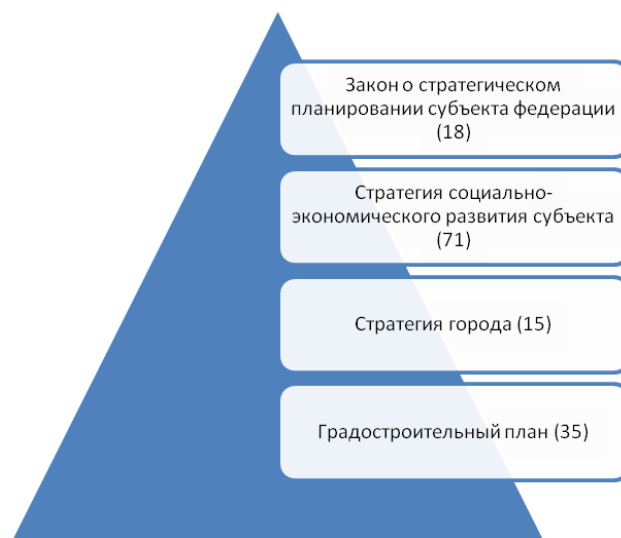 Закон о стратегическом
планировании субъекта федерации
(18)
Стратегия социально-
экономического развития субъекта
(71)
Стратегия города (15)
Градостроительный план (35)